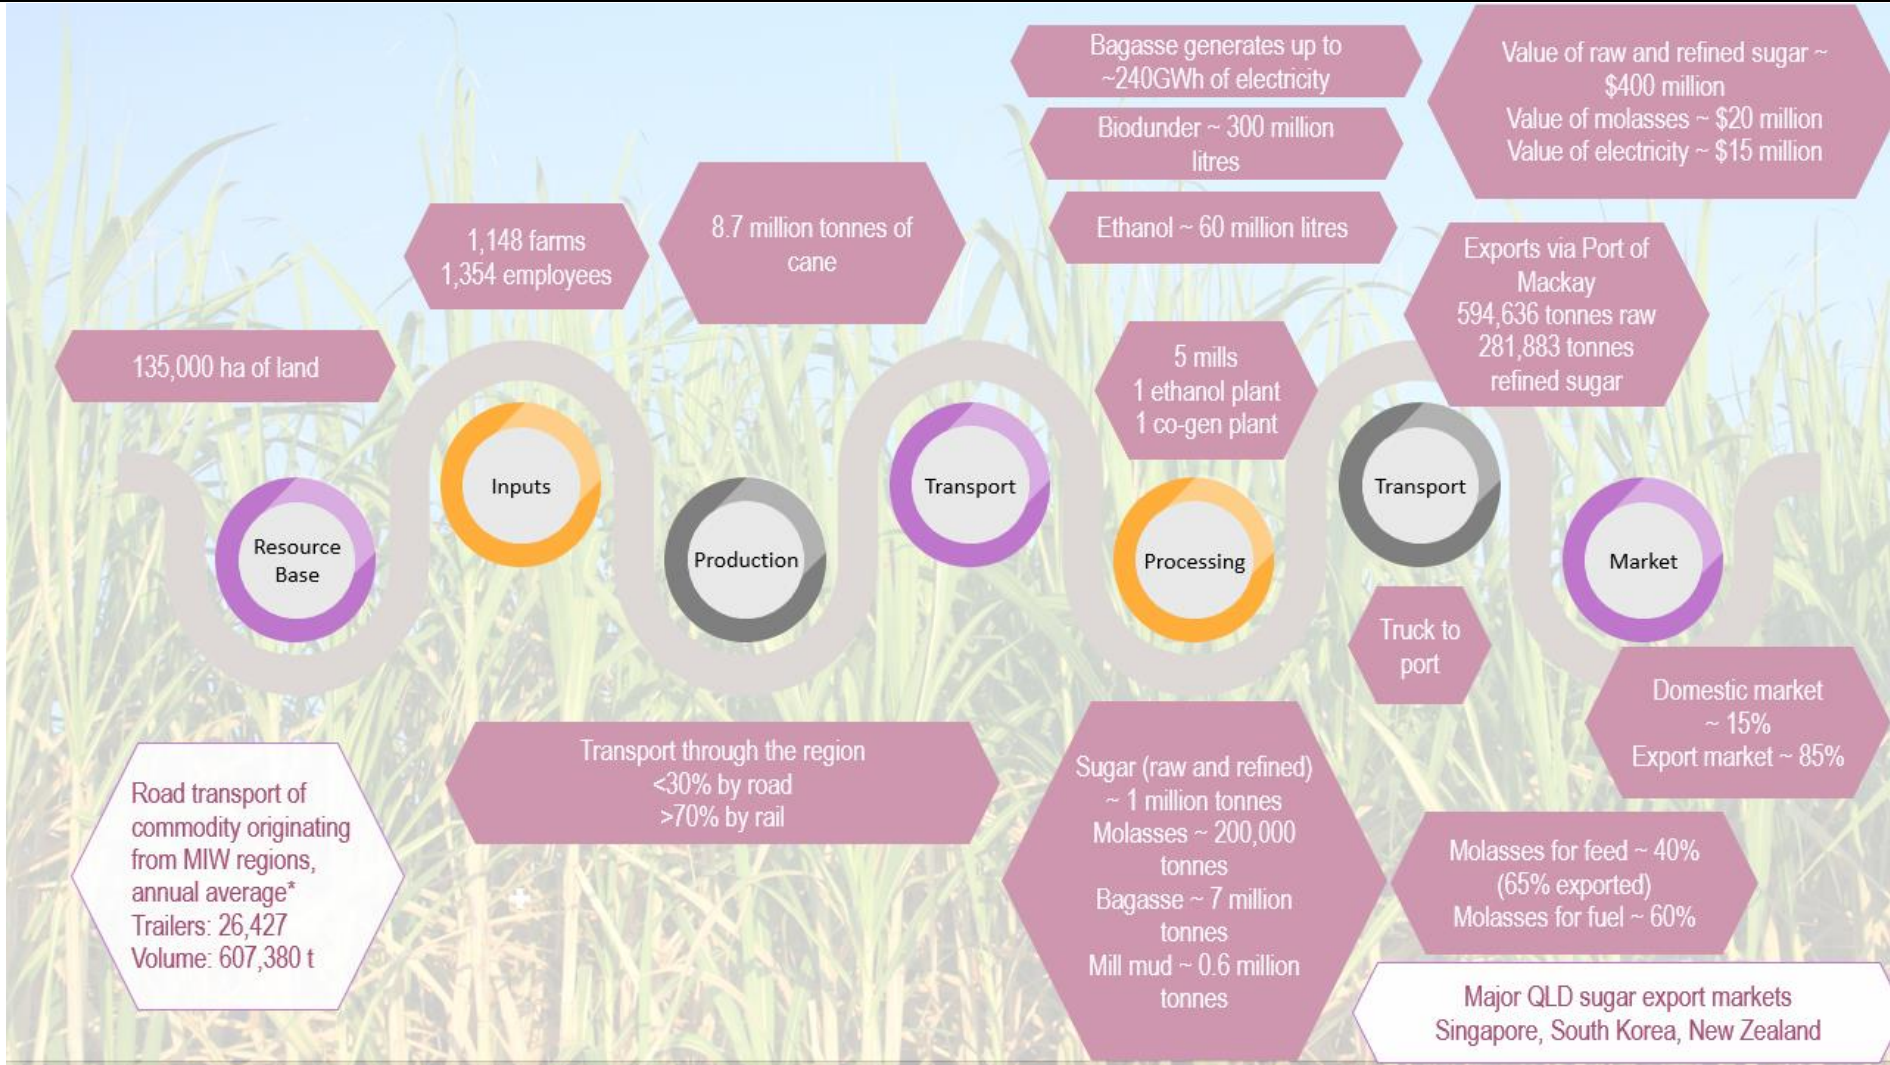 Bagasse generates up to
~240GWh of electricity
Biodunder ~ 300 million
litres
Ethanol ~ 60 million litres
Value of raw and refined sugar ~
$400 million
Value of molasses ~ $20 million
Value of electricity ~ $15 million
1,148 farms
1,354 employees
8.7 million tonnes of
cane
Exports via Port of
Mackay
594,636 tonnes raw
281,883 tonnes
refined sugar
135,000 ha of land
5 mills
1 ethanol plant
1 co-gen plant
Resource
Base
Inputs
Production
Transport
Processing
Transport
Market
Truck to
port
Domestic market
~ 15%
Export market ~ 85%
Transport through the region
<30% by road
>70% by rail
Road transport of
commodity originating
from MIW regions,
annual average*
Trailers: 26,427
Volume: 607,380 t
Sugar (raw and refined)
~ 1 million tonnes
Molasses ~ 200,000
tonnes
Bagasse ~ 7 million
tonnes
Mill mud ~ 0.6 million
tonnes
Molasses for feed ~ 40%
(65% exported)
Molasses for fuel ~ 60%
Major QLD sugar export markets
Singapore, South Korea, New Zealand